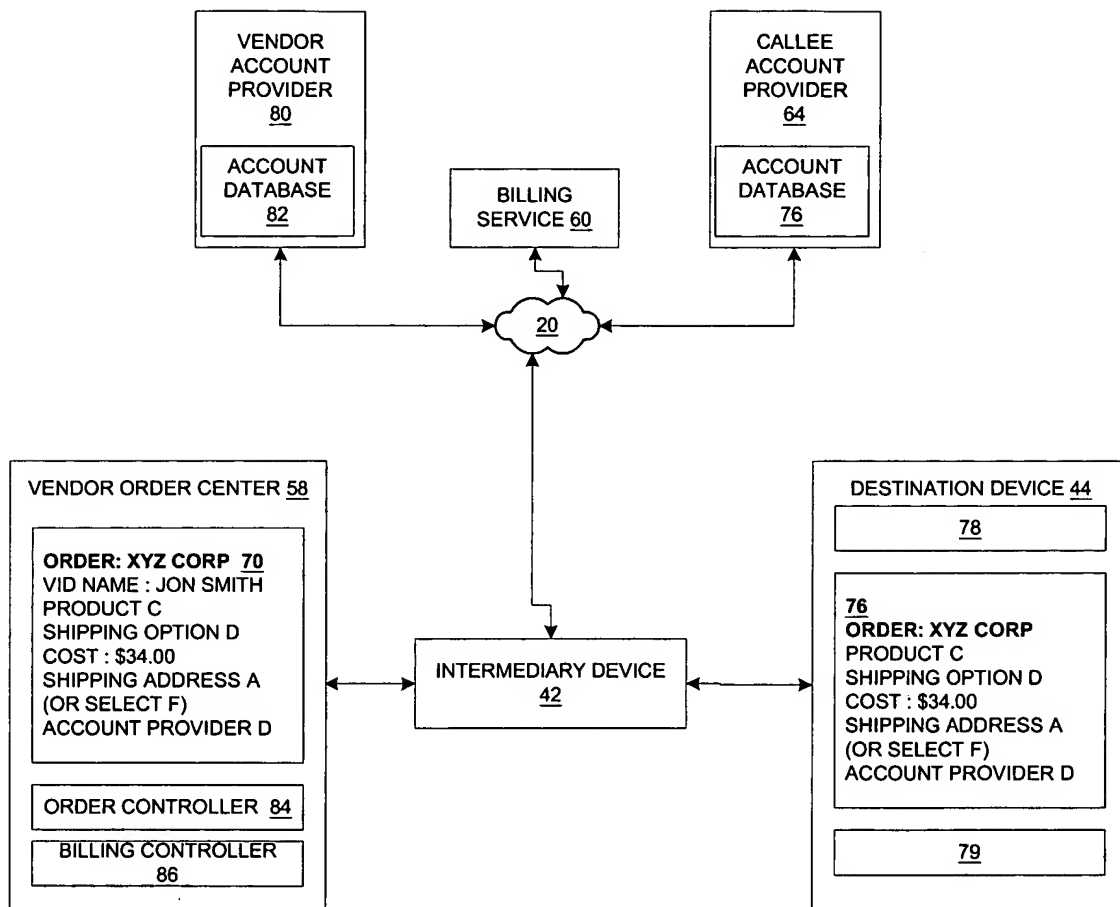 VENDOR
ACCOUNT
PROVIDER
80
ACCOUNT
DATABASE
82
CALLEE
ACCOUNT
PROVIDER
64
ACCOUNT
DATABASE
76
BILLING
SERVICE 60
20
VENDOR ORDER CENTER 58
ORDER: XYZ CORP 70
VID NAME : JON SMITH
PRODUCT C
SHIPPING OPTION D
COST : $34.00
SHIPPING ADDRESS A
(OR SELECT F)
ACCOUNT PROVIDER D
ORDER CONTROLLER 84
BILLING CONTROLLER
86
INTERMEDIARY DEVICE
42
DESTINATION DEVICE 44
78
76
ORDER: XYZ CORP
PRODUCT C
SHIPPING OPTION D
COST : $34.00
SHIPPING ADDRESS A
(OR SELECT F)
ACCOUNT PROVIDER D
79